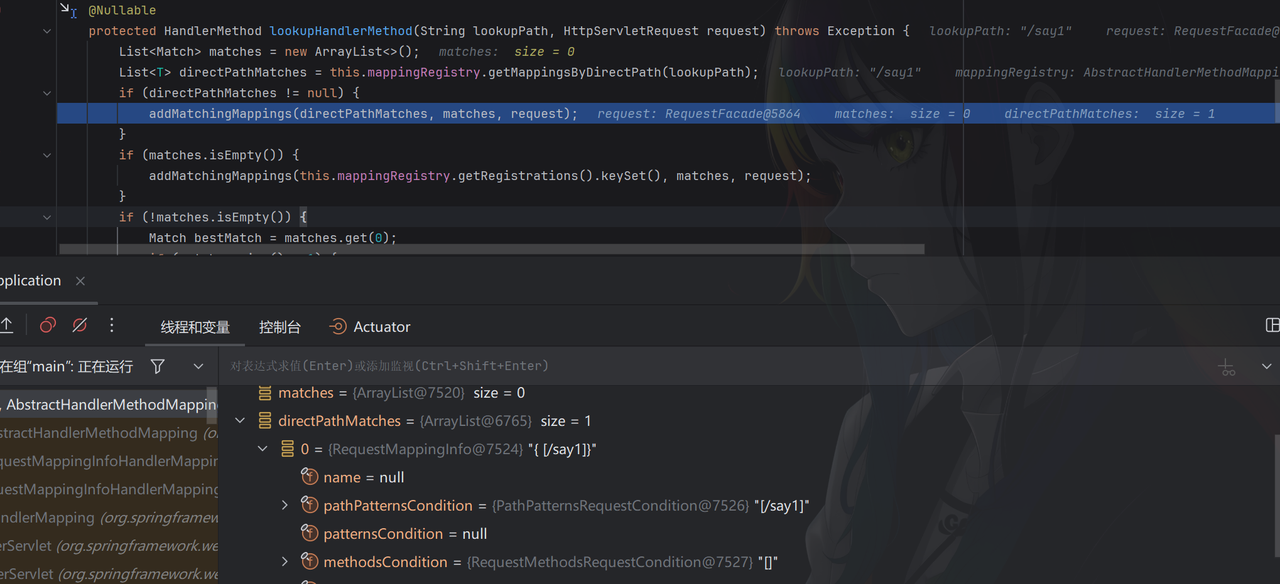 @Nullable
protected HandlerMethod lookupHandlerMethod(String lookupPath, HttpServletRequest request) throws Exception { lookupPath: "/say1" request: RequestFacade@
List<Match> matches = new ArrayList<>(); matches: size = 0
List<T> directPathMatches = this.mappingRegistry.getMappingsByDirectPath(lookupPath); lookupPath: "/say1" mappingRegistry: AbstractHandlerMethodMappi
if (directPathMatches != null) {
addMatchingMappings(directPathMatches, matches, request); request: RequestFacade@5864 matches: size = 0 directPathMatches: size = 1
}
if (matches.isEmpty()) {
addMatchingMappings(this.mappingRegistry.getRegistrations().keySet(), matches, request);
}
if (!matches.isEmpty()) {
Match bestMatch = matches.get(0);
pplication
线程和变量 控制台 Actuator
在组"main": 正在运行
对表达式求值(Enter)或添加监视(Ctrl+Shift+Enter)
matches = {ArrayList@7520} size = 0
, AbstractHandlerMethodMappin
directPathMatches = {ArrayList@6765} size = 1
stractHandlerMethodMapping (o
0 = {RequestMappingInfo@7524} "{ [/say1]}"
questMappingInfoHandlerMappin
name = null
uestMappingInfoHandlerMapping
pathPatternsCondition = {PathPatternsRequestCondition@7526} "[/say1]"
ndlerMapping (org.springframew
patternsCondition = null
erServlet (org.springframework.we
methodsCondition = {RequestMethodsRequestCondition@7527} "[]"
erServlet (org.springframework.we